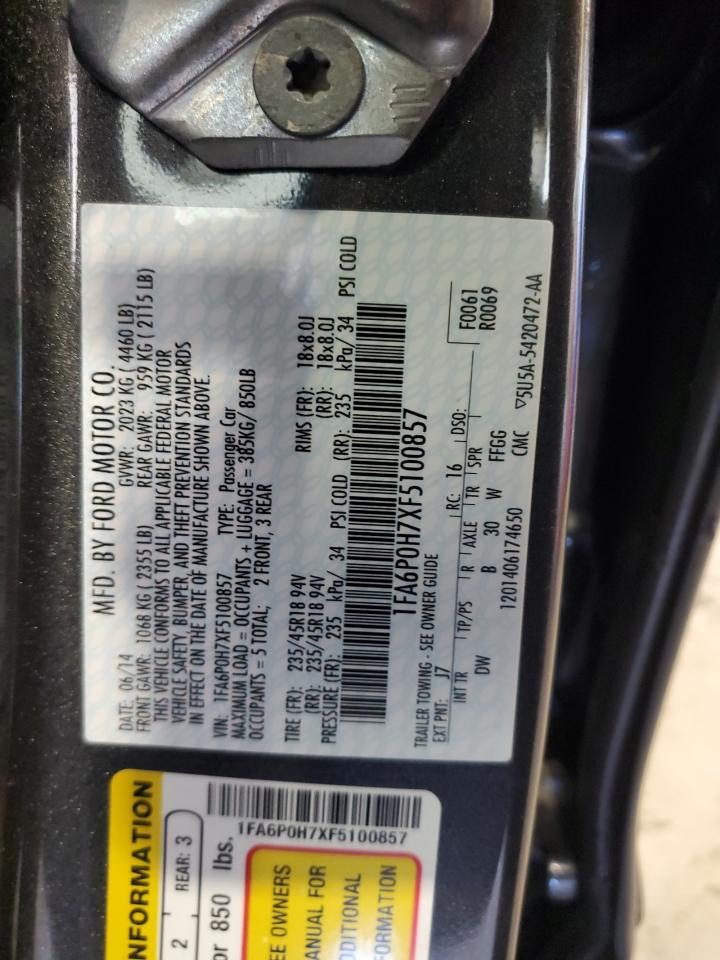 MFD. BY FORD MOTOR CO.
DATE: 06/14 GVWR: 2023 KG ( 4460 LB)
FRONT GAWR: 1068 KG ( 2355 LB) REAR GAWR: 959 KG ( 2115 LB)
THIS VEHICLE CONFORMS TO ALL APPLICABLE FEDERAL MOTOR
VEHICLE SAFETY, BUMPER, AND THEFT PREVENTION STANDARDS
IN EFFECT ON THE DATE OF MANUFACTURE SHOWN ABOVE.
VIN: 1FA6P0H7XF5100857 TYPE: Passenger Car
MAXIMUM LOAD = OCCUPANTS + LUGGAGE = 385KG/ 850LB
OCCUPANTS = 5 TOTAL; 2 FRONT, 3 REAR
TIRE (FR): 235/45R18 94V RIMS (FR): 18x8.0J
(RR): 235/45R18 94V (RR): 18x8.0J
PRESSURE (FR): 235 kPa/ 34 PSI COLD (RR): 235 kPa/ 34 PSI COLD
1FA6P0H7XF5100857
TRAILER TOWING - SEE OWNER GUIDE
EXT PNT: J7 RC: 16 DSO: F0061
R0069
INT TR TP/PS R AXLE TR SPR
DW B 30 W FFGG
1201406174650 CMC ▽5U5A-5420472-AA
NFORMATION
2 REAR: 3
or 850 lbs.
1FA6P0H7XF5100857
EE OWNERS
ANUAL FOR
DDITIONAL
FORMATION